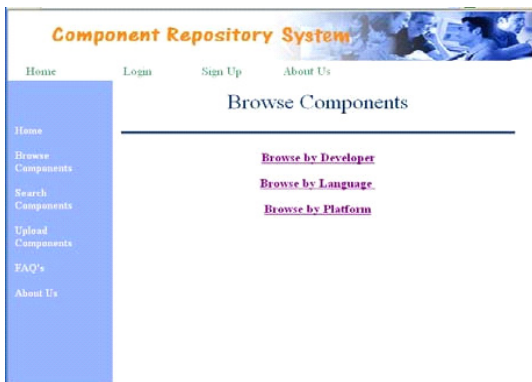 Component Repository System
Home Login Sign Up About Us
Browse Components
Home
Browse
Components
Search
Components
Upload
Components
FAQ's
About Us
Browse by Developer
Browse by Language
Browse by Platform